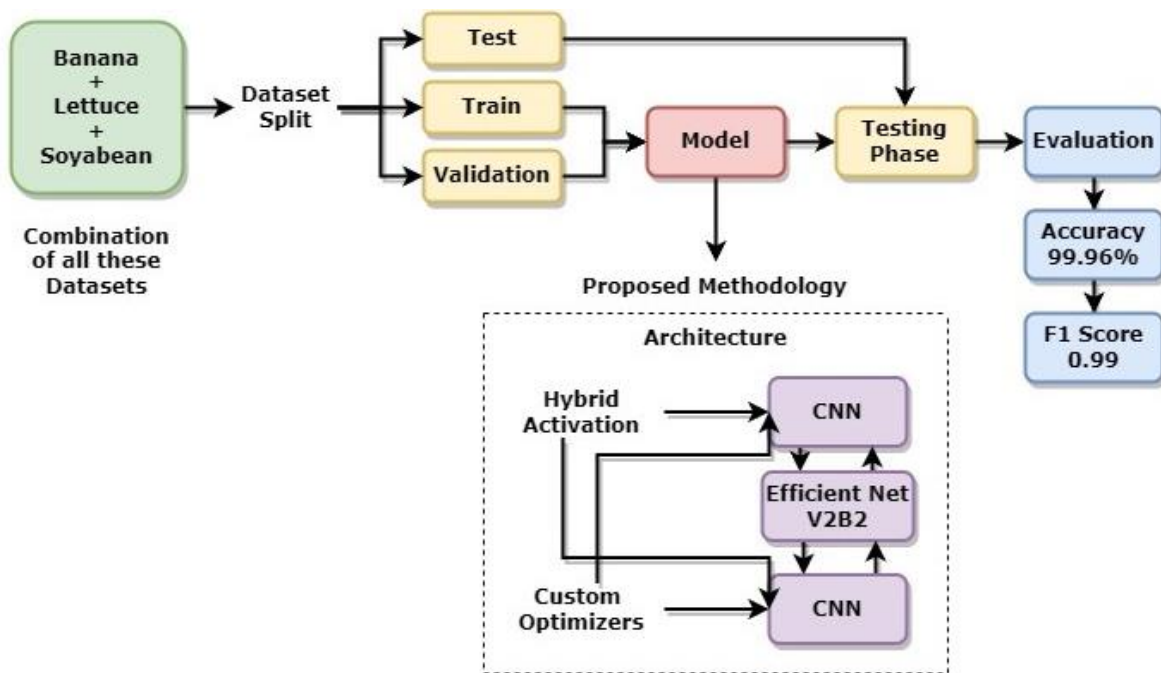 Banana
+
Lettuce
+
Soyabean
Combination
of all these
Datasets
Dataset
Split
Test
Train
Validation
Model
Testing
Phase
Evaluation
Accuracy
99.96%
F1 Score
0.99
Proposed Methodology
Architecture
Hybrid
Activation
Custom
Optimizers
CNN
Efficient Net
V2B2
CNN